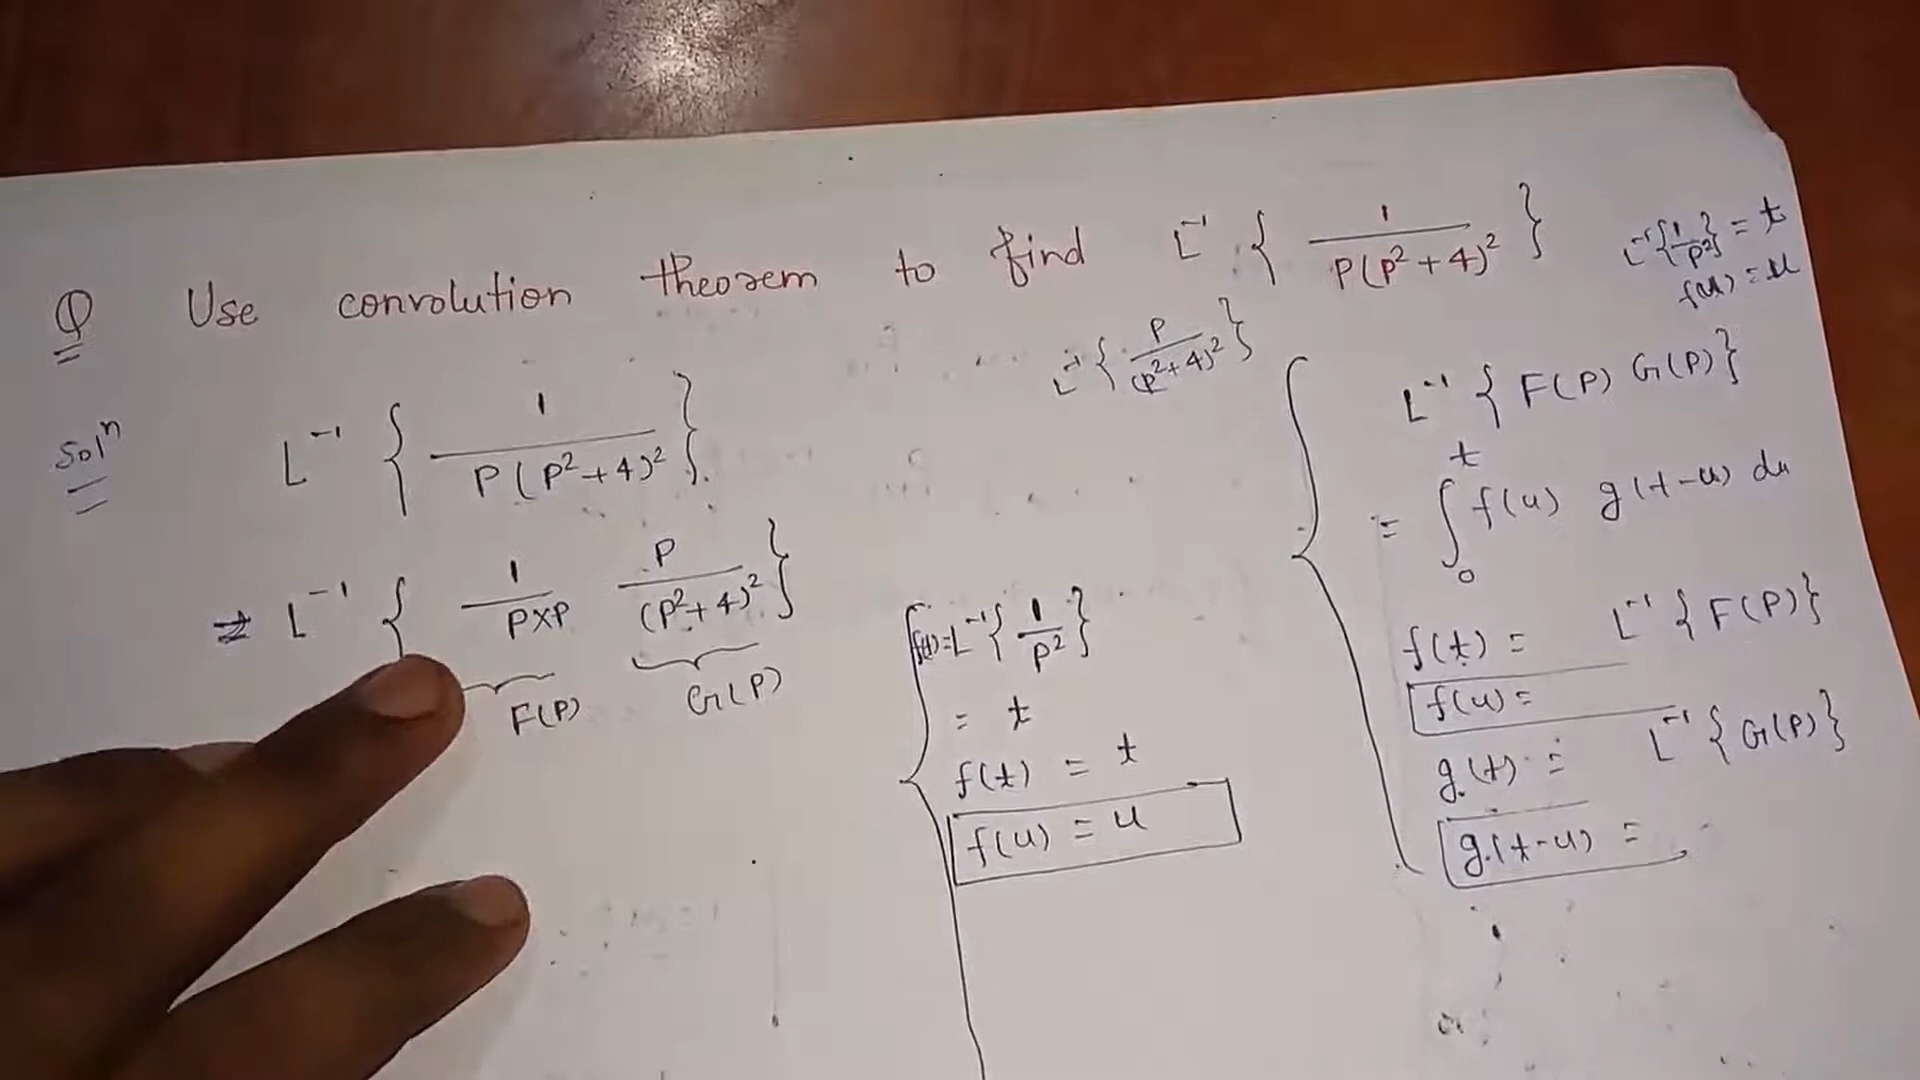 Q Use convolution theorem to find L⁻¹ { 1 / P(P²+4)² }
L⁻¹{1/P²} = t
f(u) = u
L⁻¹ { P / (P²+4)² }
Solⁿ L⁻¹ { 1 / P(P²+4)² }
= L⁻¹ { 1 / P×P P / (P²+4)² }
F(P) G(P)
f(t)=L⁻¹{ 1 / P² }
= t
f(t) = t
f(u) = u
L⁻¹ { F(P) G(P)}
= ∫₀ᵗ f(u) g(t-u) du
f(t) = L⁻¹ { F(P)}
f(u) =
g(t) = L⁻¹ { G(P)}
g(t-u) =